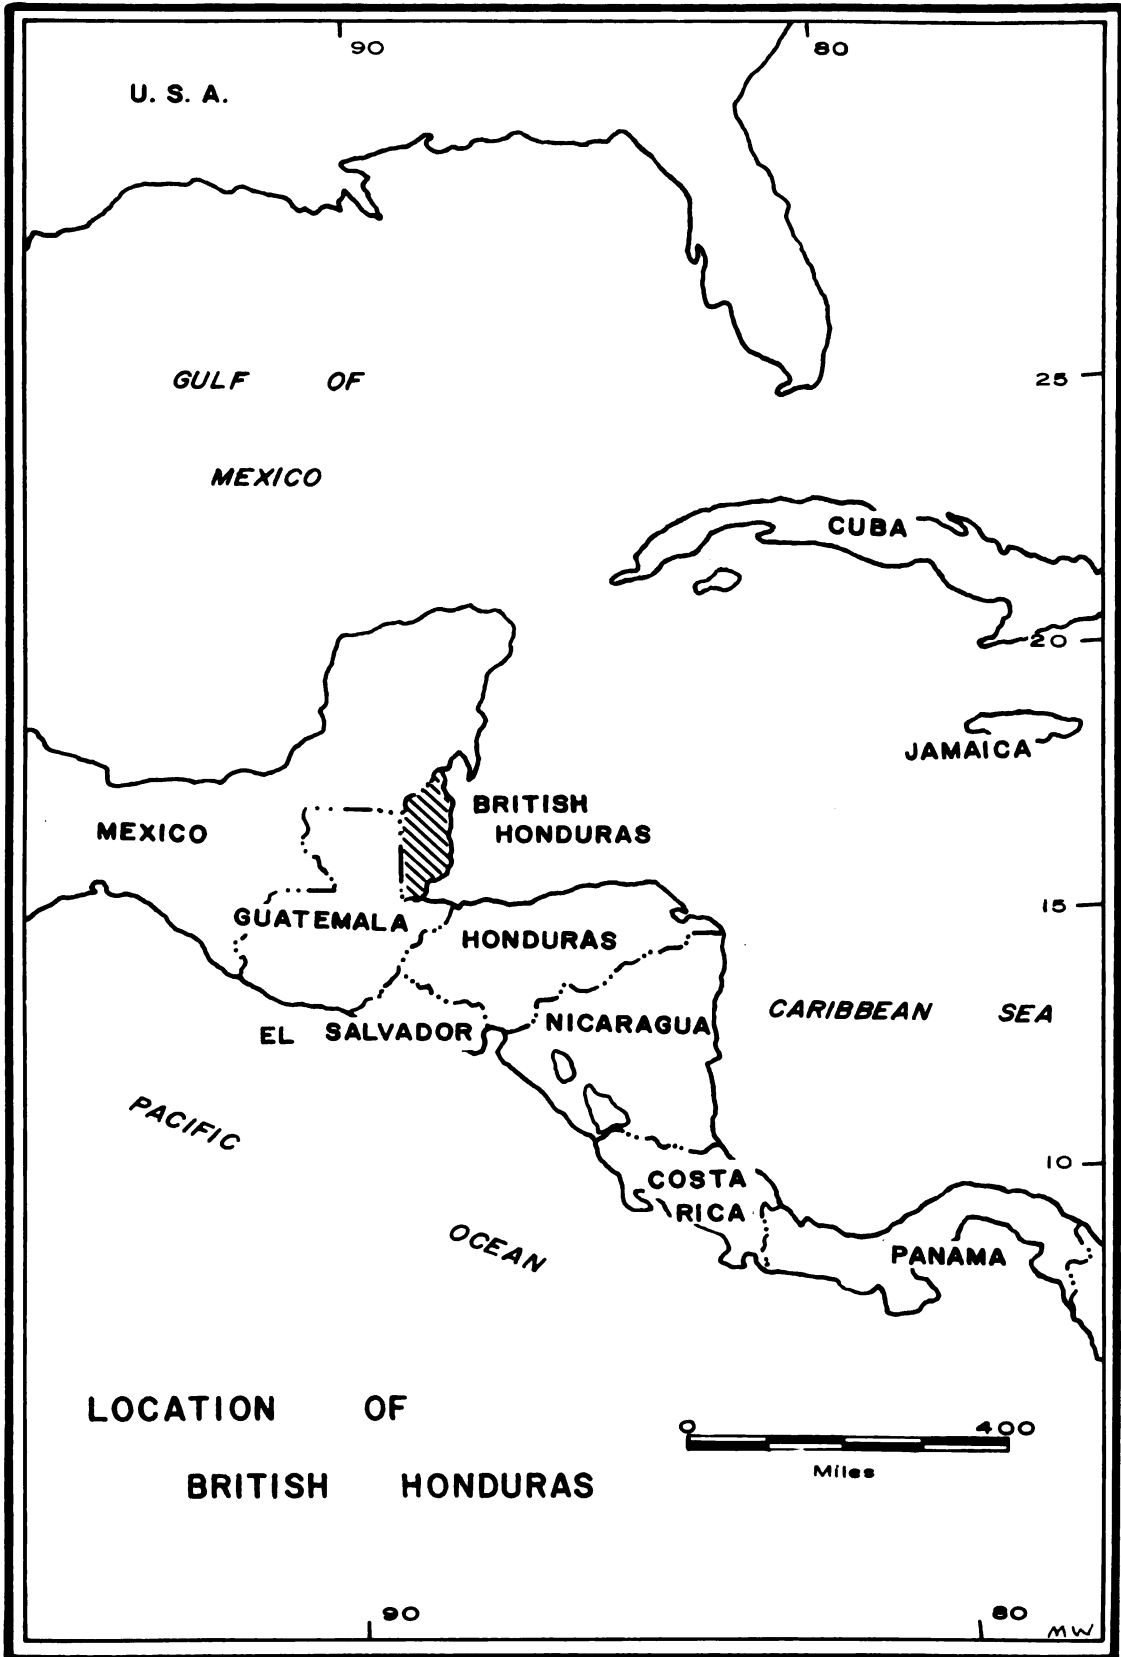 90
80
U. S. A.
GULF OF
25
MEXICO
CUBA
20
JAMAICA
BRITISH
HONDURAS
MEXICO
15
GUATEMALA
HONDURAS
CARIBBEAN SEA
NICARAGUA
EL SALVADOR
PACIFIC
10
COSTA
RICA
OCEAN
PANAMA
LOCATION OF
0 400
Miles
BRITISH HONDURAS
90
80
MW